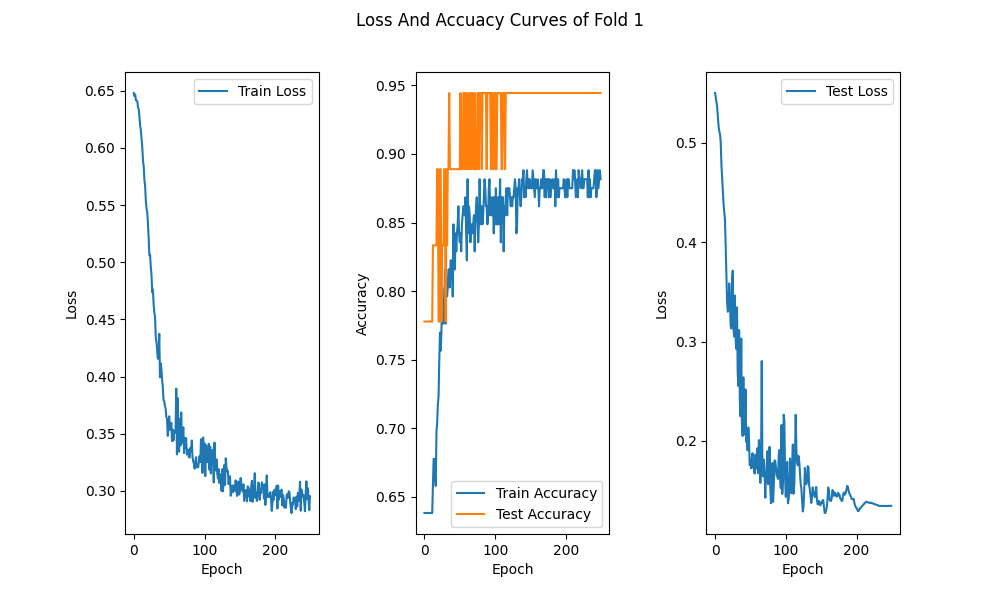 Loss And Accuacy Curves of Fold 1
Train Loss
0.65
0.60
0.55
0.50
0.45
0.40
0.35
0.30
Loss
0
100
200
Epoch
0.95
0.90
0.85
0.80
0.75
0.70
0.65
Accuracy
Train Accuracy
Test Accuracy
0
100
200
Epoch
Test Loss
0.5
0.4
0.3
0.2
Loss
0
100
200
Epoch